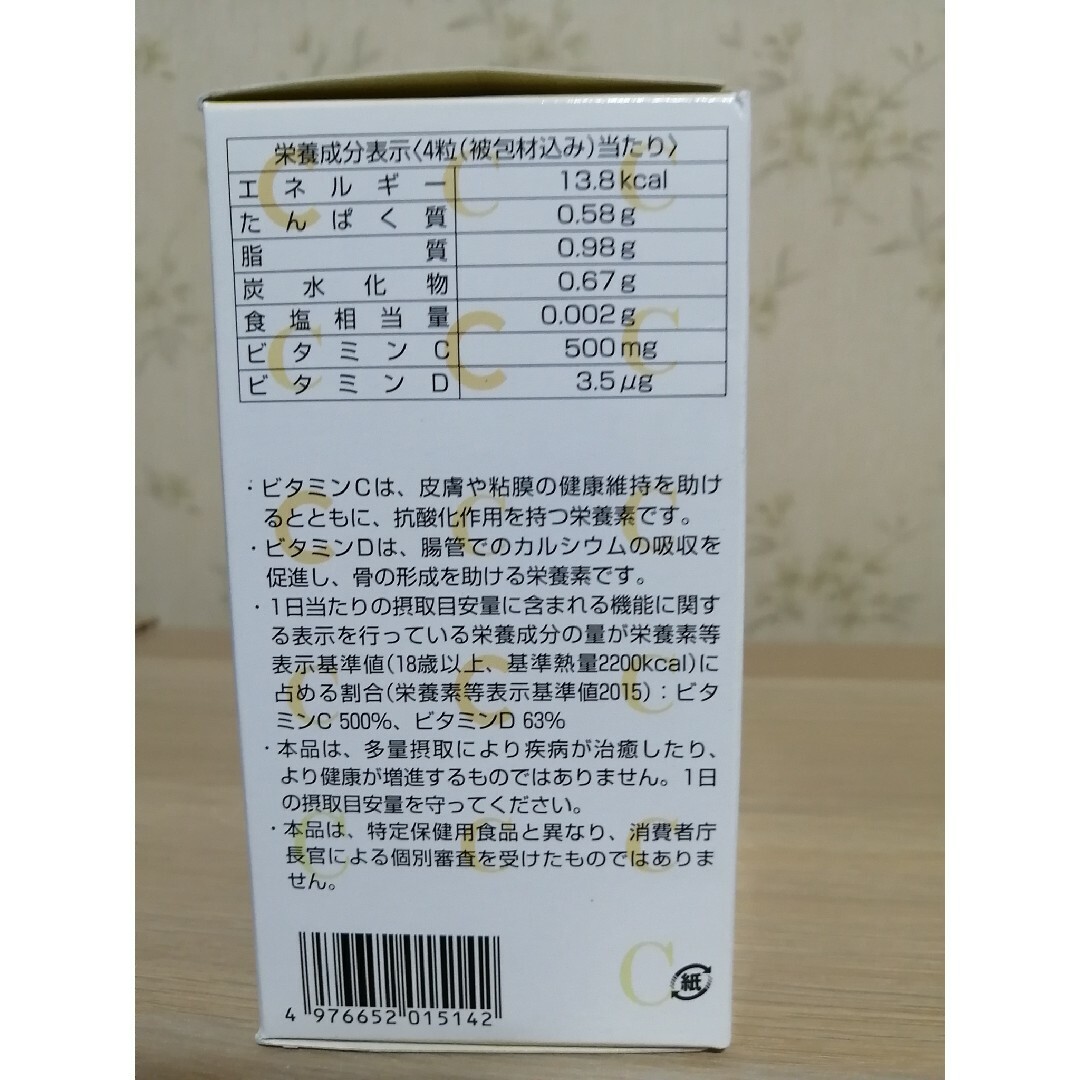 栄養成分表示〈4粒(被包材込み)当たり〉
エネルギー 13.8kcal
たんぱく質 0.58g
脂質 0.98g
炭水化物 0.67g
食塩相当量 0.002g
ビタミンC 500mg
ビタミンD 3.5μg
・ビタミンCは、皮膚や粘膜の健康維持を助け
るとともに、抗酸化作用を持つ栄養素です。
・ビタミンDは、腸管でのカルシウムの吸収を
促進し、骨の形成を助ける栄養素です。
・1日当たりの摂取目安量に含まれる機能に関す
る表示を行っている栄養成分の量が栄養素等
表示基準値(18歳以上、基準熱量2200kcal)に
占める割合(栄養素等表示基準値2015):ビタ
ミンC 500%、ビタミンD 63%
・本品は、多量摂取により疾病が治癒したり、
より健康が増進するものではありません。1日
の摂取目安量を守ってください。
・本品は、特定保健用食品と異なり、消費者庁
長官による個別審査を受けたものではありま
せん。
4 976652 015142
C
紙